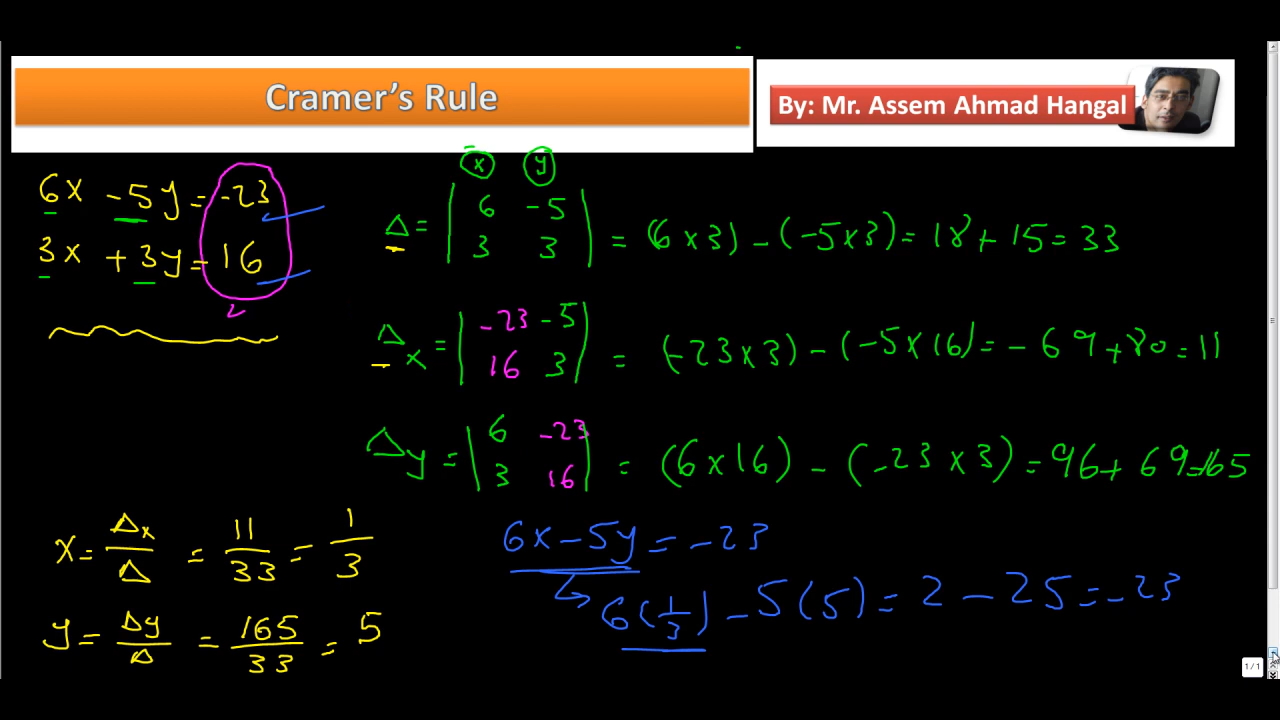 Cramer's Rule
By: Mr. Assem Ahmad Hangal
6x - 5y = -23
3x + 3y = 16
x y
Δ = | 6 -5 |
| 3 3 | = (6 x 3) - (-5 x 3) = 18 + 15 = 33
Δx = | -23 -5 |
| 16 3 | = (-23 x 3) - (-5 x 16) = -69 + 80 = 11
Δy = | 6 -23 |
| 3 16 | = (6 x 16) - (-23 x 3) = 96 + 69 = 165
x = Δx/Δ = 11/33 = 1/3
y = Δy/Δ = 165/33 = 5
6x - 5y = -23
6(1/3) - 5(5) = 2 - 25 = -23
1/1